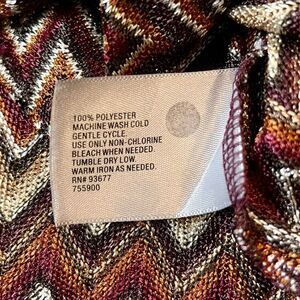 100% POLYESTER
MACHINE WASH COLD
GENTLE CYCLE.
USE ONLY NON-CHLORINE
BLEACH WHEN NEEDED.
TUMBLE DRY LOW.
WARM IRON AS NEEDED.
RN# 93677
755900